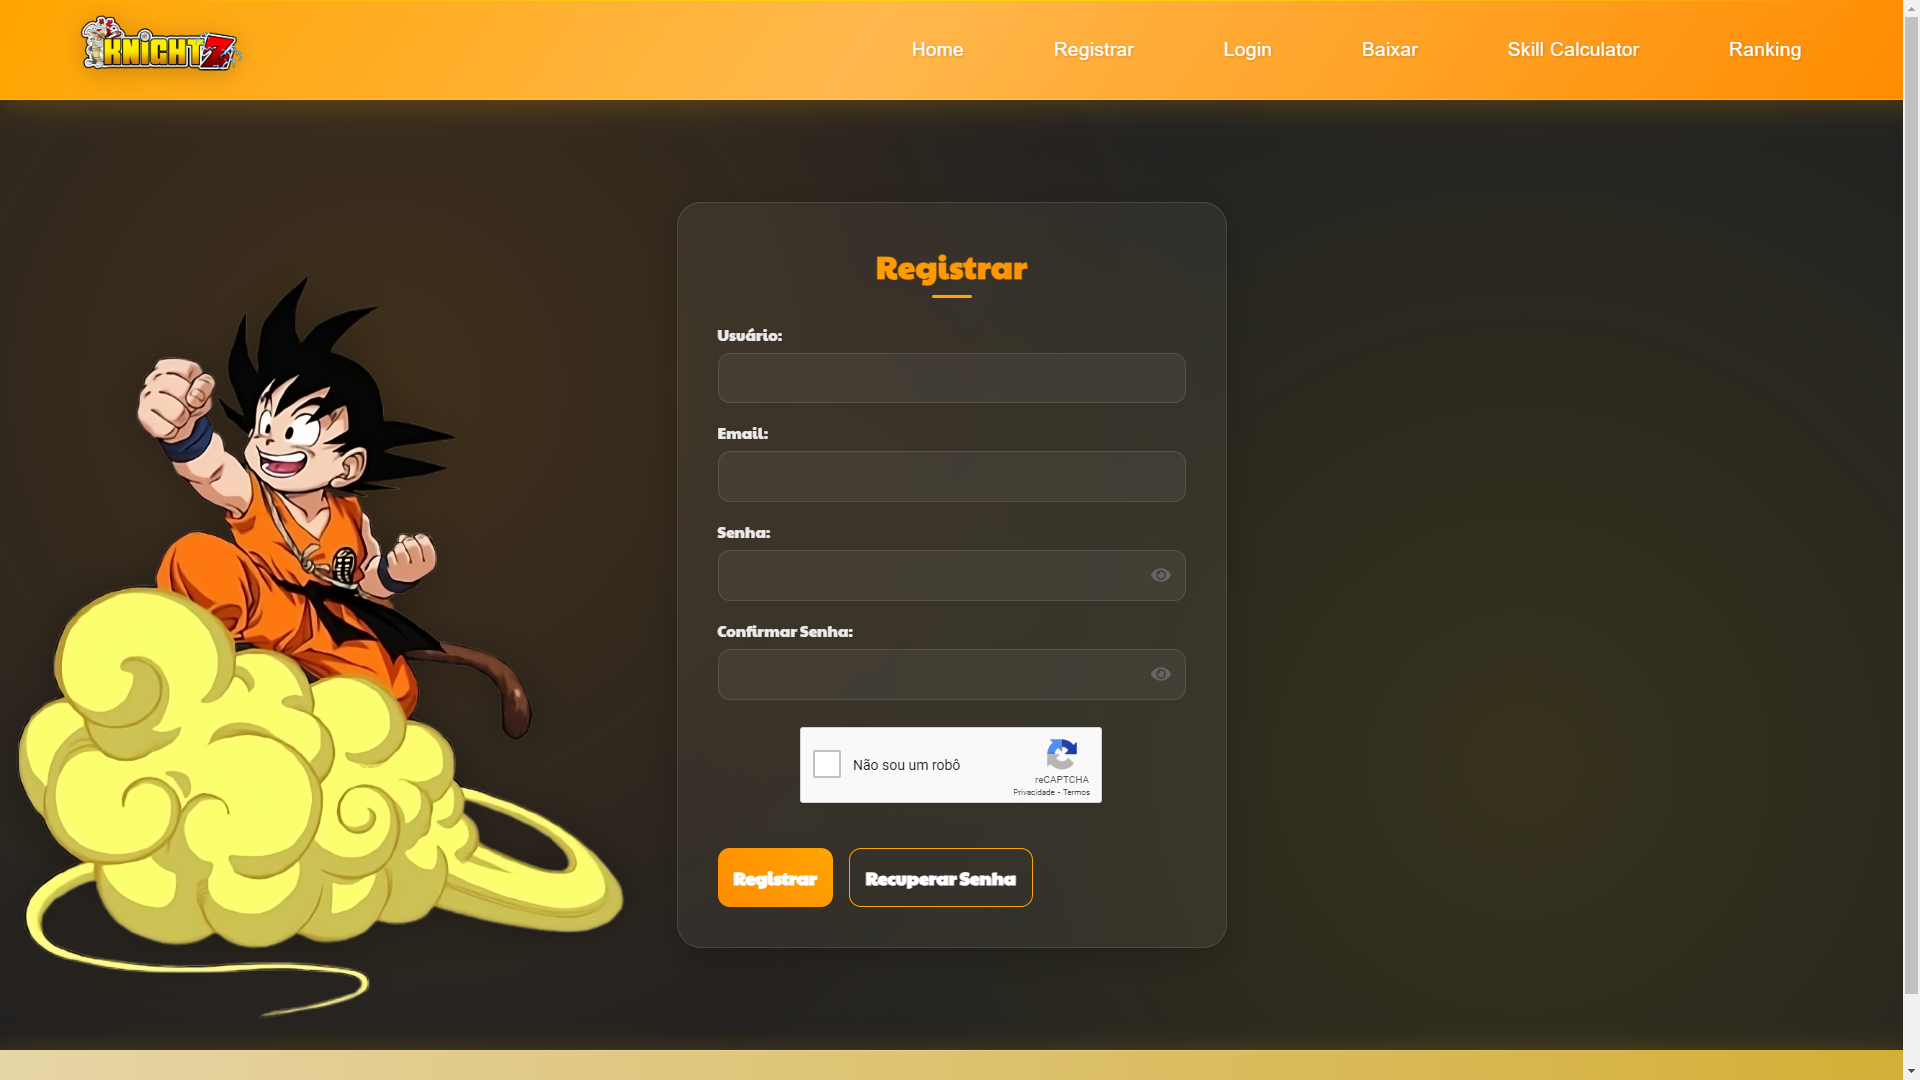 KNIGHT Z
Home
Registrar
Login
Baixar
Skill Calculator
Ranking
Registrar
Usuário:
Email:
Senha:
Confirmar Senha:
Não sou um robô
reCAPTCHA
Privacidade - Termos
Registrar
Recuperar Senha